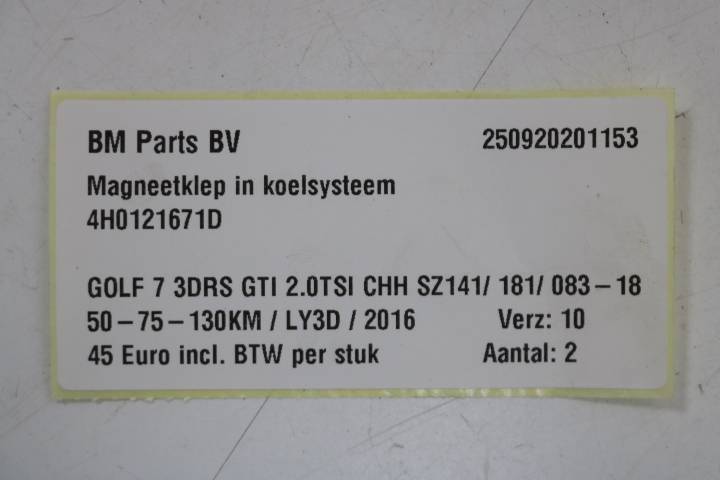 BM Parts BV 250920201153
Magneetklep in koelsysteem
4H0121671D
GOLF 7 3DRS GTI 2.0TSI CHH SZ141/ 181/ 083-18
50-75-130KM / LY3D / 2016 Verz: 10
45 Euro incl. BTW per stuk Aantal: 2